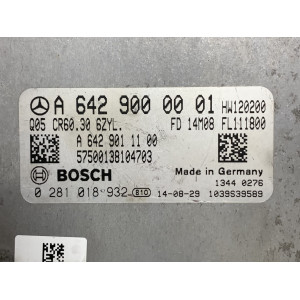 A 642 900 00 01 HW120200
Q05 CR60.30 6ZYL. FD 14M08 FL111800
A 642 901 11 00
57500138104703
BOSCH Made in Germany
1344 0276
0 281 018 932 810 14-08-29 1039S39589